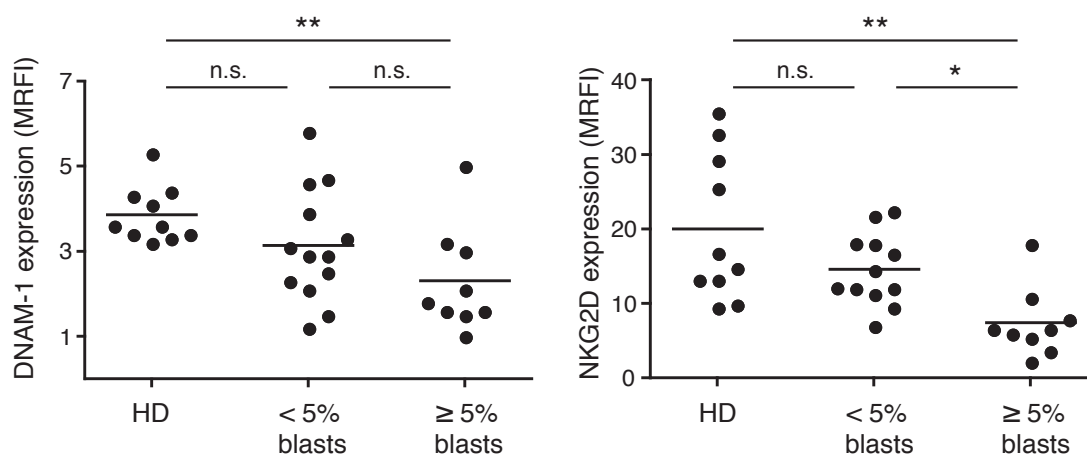 **
n.s.
n.s.
DNAM-1 expression (MRFI)
7
5
3
1
HD
< 5%
blasts
≥ 5%
blasts
**
n.s.
*
NKG2D expression (MRFI)
40
30
20
10
0
HD
< 5%
blasts
≥ 5%
blasts